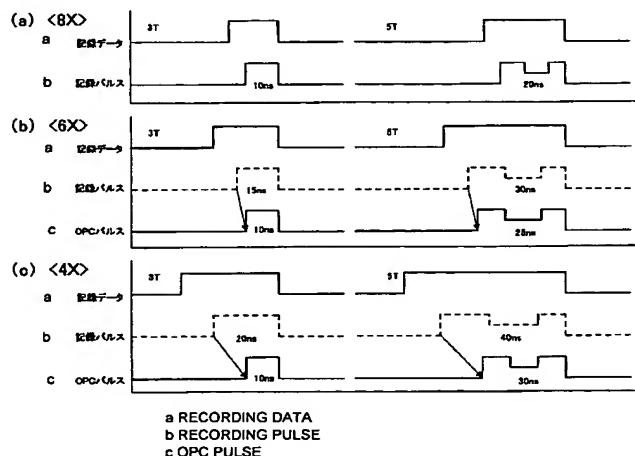 (a) <8X>
3T 5T
a 記録データ
b 記録パルス 10ns 20ns
(b) <6X>
3T 5T
a 記録データ
b 記録パルス 15ns 30ns
c OPCパルス 10ns 25ns
(c) <4X>
3T 5T
a 記録データ
b 記録パルス 20ns 40ns
c OPCパルス 10ns 30ns
a RECORDING DATA
b RECORDING PULSE
c OPC PULSE